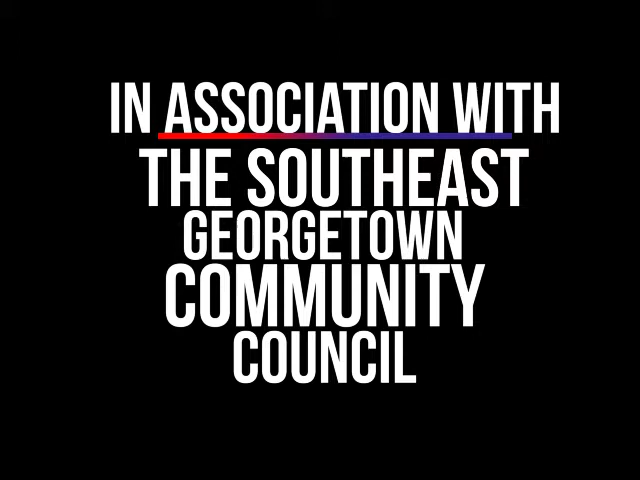 IN ASSOCIATION WITH
THE SOUTHEAST
GEORGETOWN
COMMUNITY
COUNCIL